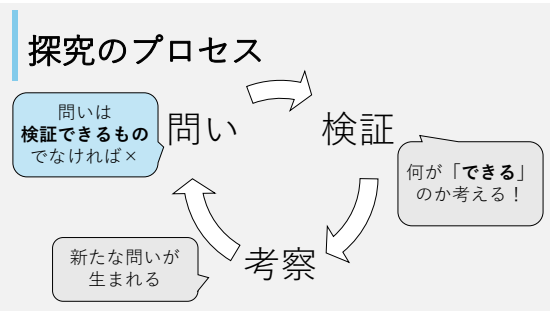 探究のプロセス
問いは
検証できるもの
でなければ×
問い
検証
何が「できる」
のか考える！
考察
新たな問いが
生まれる